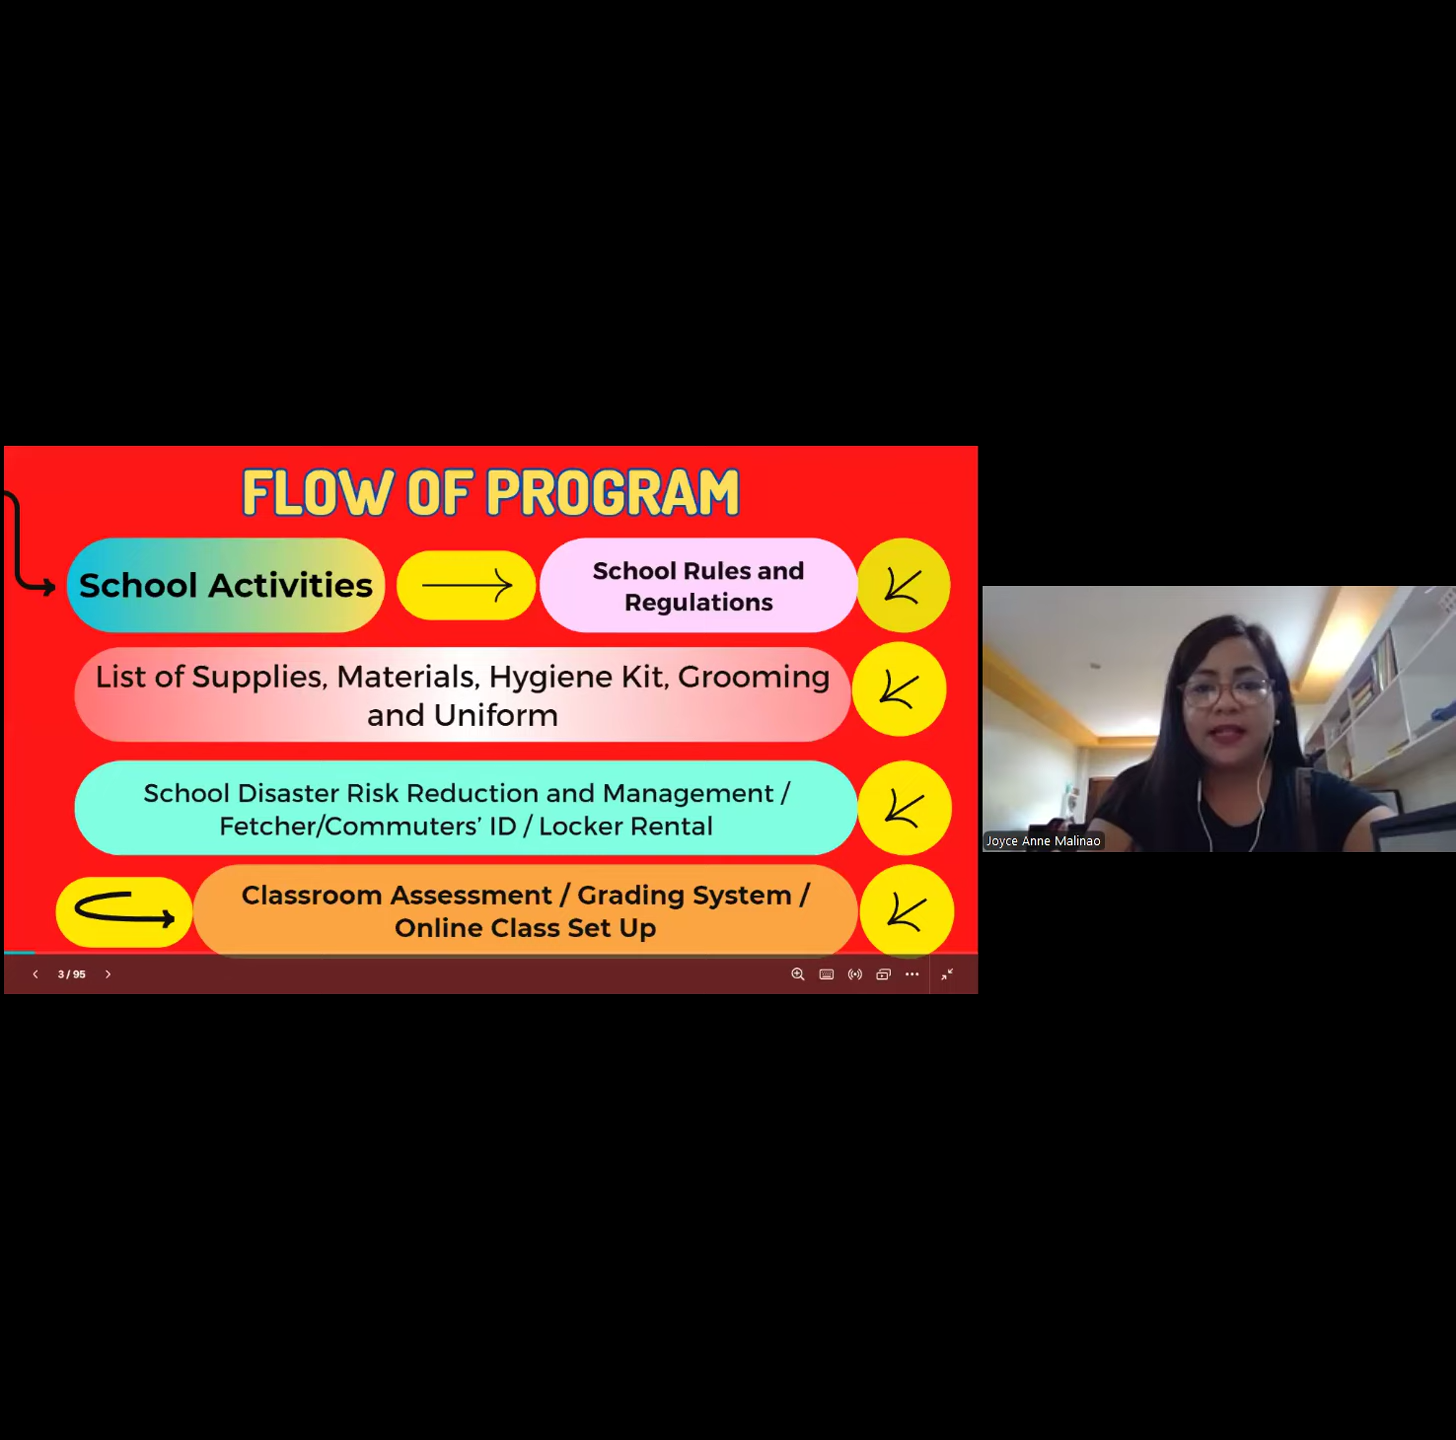 FLOW OF PROGRAM
School Activities
School Rules and
Regulations
List of Supplies, Materials, Hygiene Kit, Grooming
and Uniform
School Disaster Risk Reduction and Management /
Fetcher/Commuters’ ID / Locker Rental
Classroom Assessment / Grading System /
Online Class Set Up
3 / 95
Joyce Anne Malinao